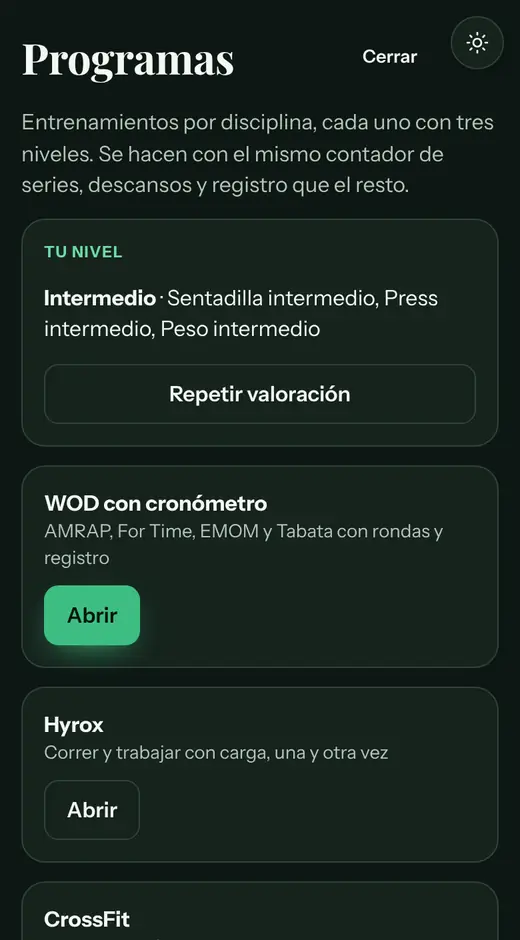 Programas
Cerrar
Entrenamientos por disciplina, cada uno con tres
niveles. Se hacen con el mismo contador de
series, descansos y registro que el resto.
TU NIVEL
Intermedio · Sentadilla intermedio, Press
intermedio, Peso intermedio
Repetir valoración
WOD con cronómetro
AMRAP, For Time, EMOM y Tabata con rondas y
registro
Abrir
Hyrox
Correr y trabajar con carga, una y otra vez
Abrir
CrossFit